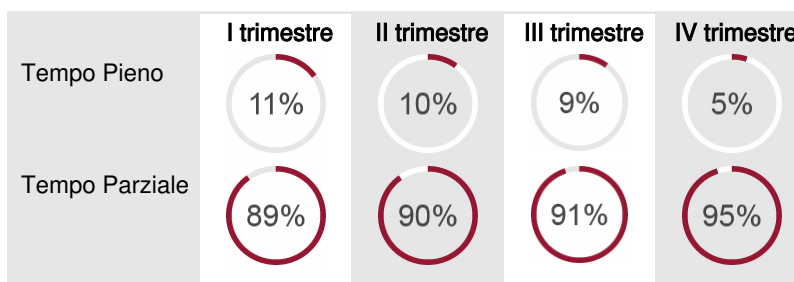 I trimestre II trimestre III trimestre IV trimestre
Tempo Pieno 11% 10% 9% 5%
Tempo Parziale 89% 90% 91% 95%